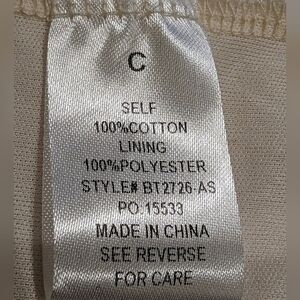 C
SELF
100%COTTON
LINING
100%POLYESTER
STYLE# BT2726-AS
PO.15533
MADE IN CHINA
SEE REVERSE
FOR CARE